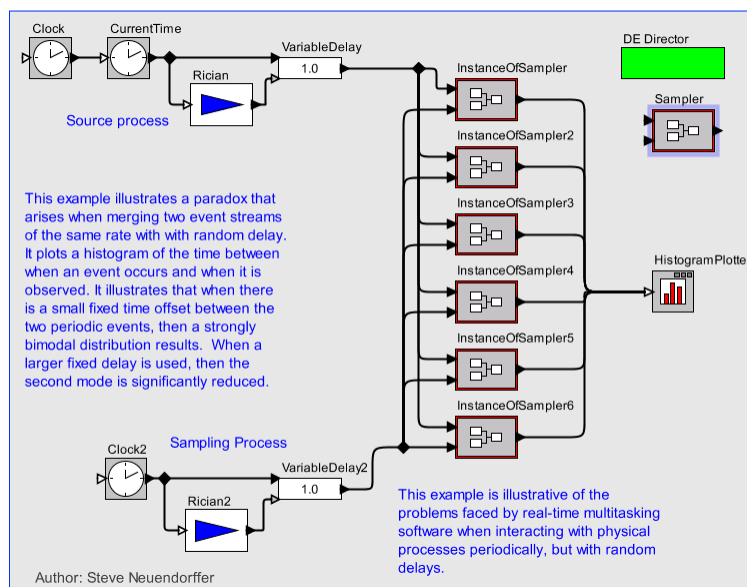 Clock
CurrentTime
VariableDelay
1.0
Rician
Source process
InstanceOfSampler
DE Director
Sampler
InstanceOfSampler2
This example illustrates a paradox that
arises when merging two event streams
of the same rate with with random delay.
It plots a histogram of the time between
when an event occurs and when it is
observed. It illustrates that when there
is a small fixed time offset between the
two periodic events, then a strongly
bimodal distribution results. When a
larger fixed delay is used, then the
second mode is significantly reduced.
InstanceOfSampler3
InstanceOfSampler4
HistogramPlotte
InstanceOfSampler5
InstanceOfSampler6
Clock2
Sampling Process
VariableDelay2
1.0
Rician2
This example is illustrative of the
problems faced by real-time multitasking
software when interacting with physical
processes periodically, but with random
delays.
Author: Steve Neuendorffer